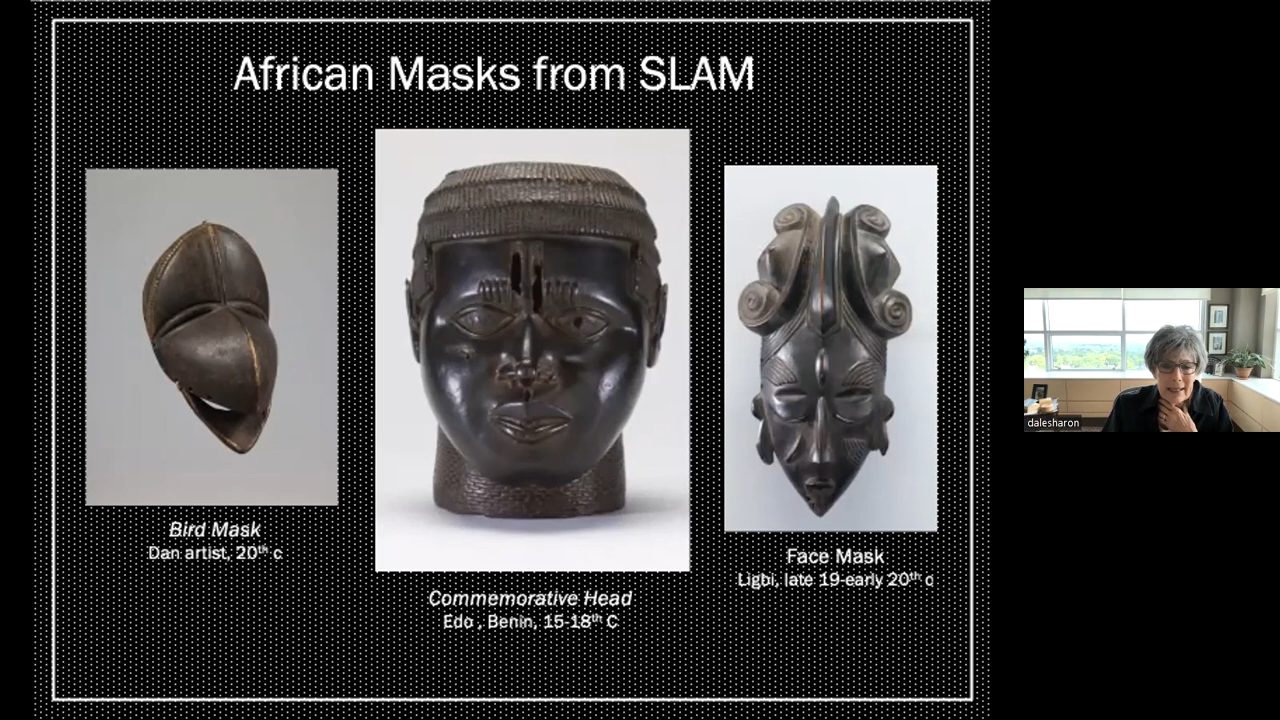 African Masks from SLAM
Bird Mask
Dan artist, 20th c
Commemorative Head
Edo , Benin, 15-18th C
Face Mask
Ligbi, late 19-early 20th c
dalesharon